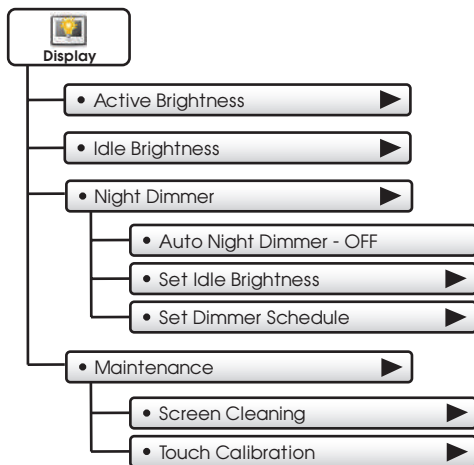 Display
• Active Brightness
• Idle Brightness
• Night Dimmer
• Auto Night Dimmer - OFF
• Set Idle Brightness
• Set Dimmer Schedule
• Maintenance
• Screen Cleaning
• Touch Calibration